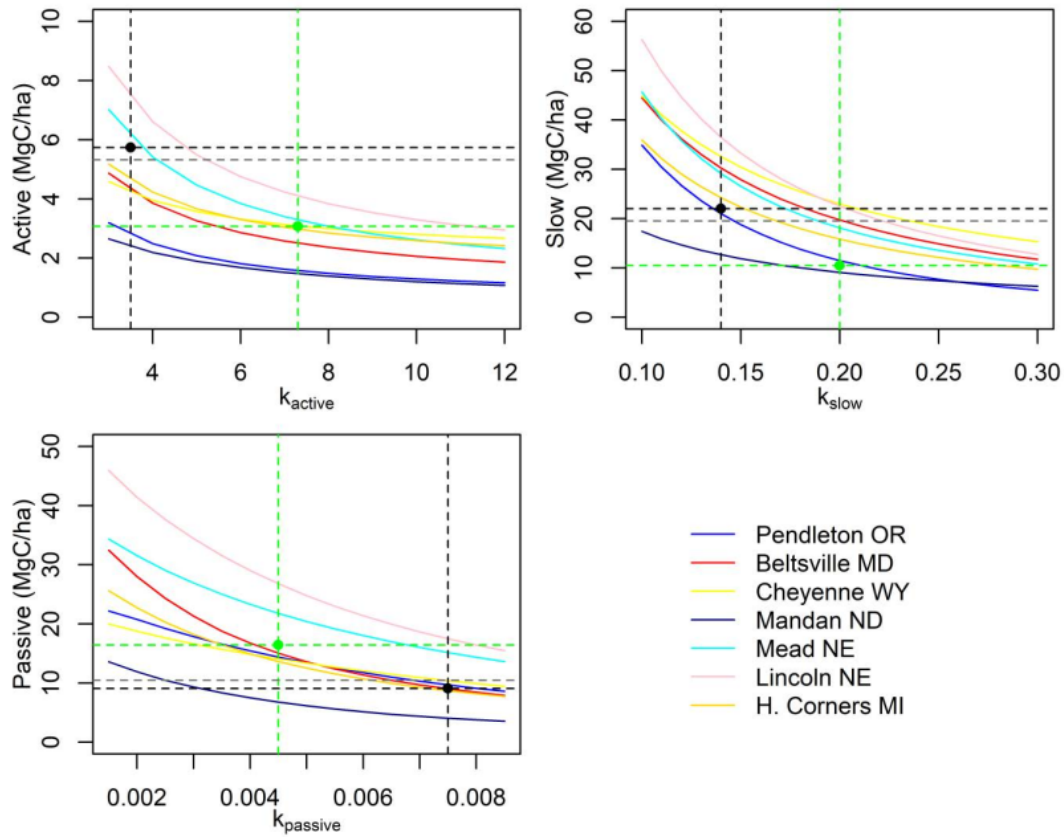 Active (MgC/ha)
0 2 4 6 8 10
4 6 8 10 12
k_active
Slow (MgC/ha)
0 10 20 30 40 50 60
0.10 0.15 0.20 0.25 0.30
k_slow
Passive (MgC/ha)
0 10 20 30 40 50
0.002 0.004 0.006 0.008
k_passive
Pendleton OR
Beltsville MD
Cheyenne WY
Mandan ND
Mead NE
Lincoln NE
H. Corners MI